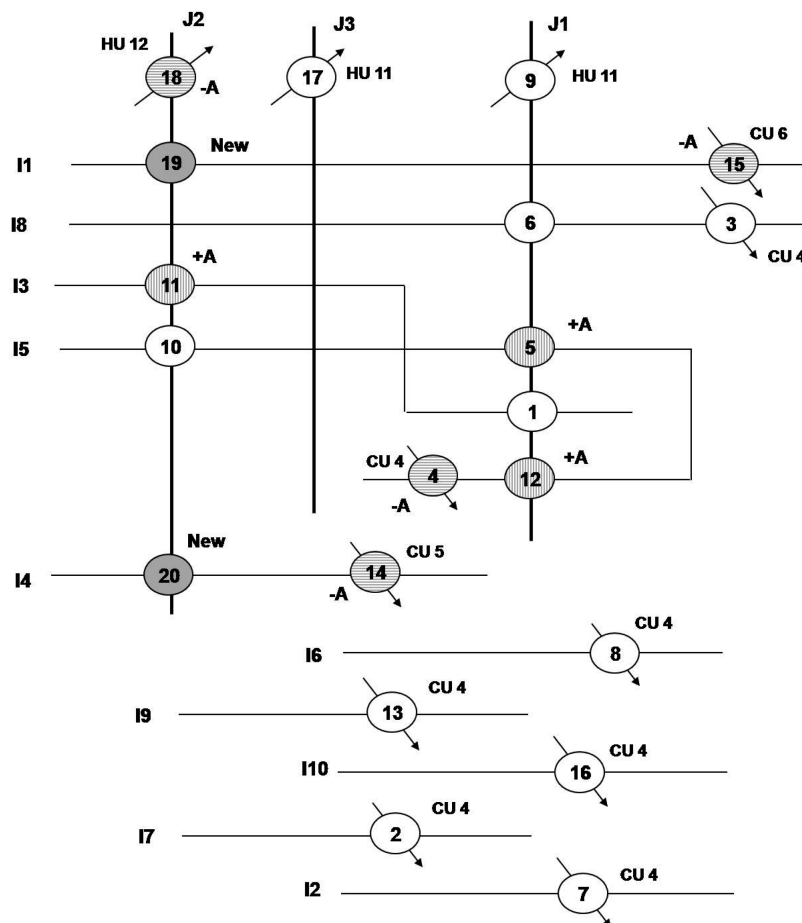 J2 J3 J1
HU 12
18 17 9
-A HU 11 HU 11
New -A CU 6
I1 19 15
I8 6 3
CU 4
+A
I3 11
+A
I5 10 5
1
CU 4 +A
4 12
-A
New
CU 5
I4 20 14
-A
CU 4
I6 8
CU 4
I9 13
CU 4
I10 16
CU 4
I7 2
CU 4
I2 7